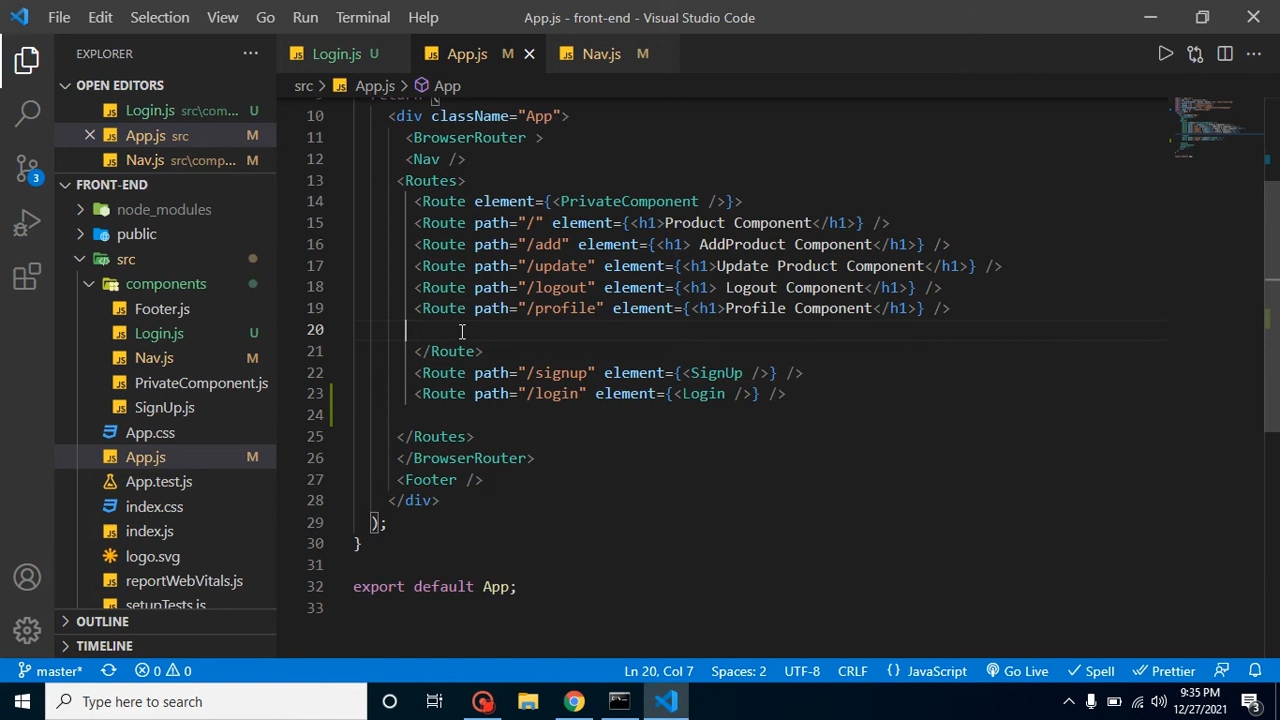 File Edit Selection View Go Run Terminal Help App.js - front-end - Visual Studio Code
EXPLORER
Login.js U App.js M Nav.js M
OPEN EDITORS
src App.js App
Login.js src\com... U
App.js src M
Nav.js src\comp... M
FRONT-END
node_modules
public
src
components
Footer.js
Login.js U
Nav.js M
PrivateComponent.js
SignUp.js
App.css
App.js M
App.test.js
index.css
index.js
logo.svg
reportWebVitals.js
setupTests.js
OUTLINE
TIMELINE
10 <div className="App">
11 <BrowserRouter >
12 <Nav />
13 <Routes>
14 <Route element={<PrivateComponent />}>
15 <Route path="/" element={<h1>Product Component</h1>} />
16 <Route path="/add" element={<h1> AddProduct Component</h1>} />
17 <Route path="/update" element={<h1>Update Product Component</h1>} />
18 <Route path="/logout" element={<h1> Logout Component</h1>} />
19 <Route path="/profile" element={<h1>Profile Component</h1>} />
20
21 </Route>
22 <Route path="/signup" element={<SignUp />} />
23 <Route path="/login" element={<Login />} />
24
25 </Routes>
26 </BrowserRouter>
27 <Footer />
28 </div>
29 );
30 }
31
32 export default App;
33
3
master* 0 0 Ln 20, Col 7 Spaces: 2 UTF-8 CRLF JavaScript Go Live Spell Prettier
Type here to search
9:35 PM
12/27/2021
3